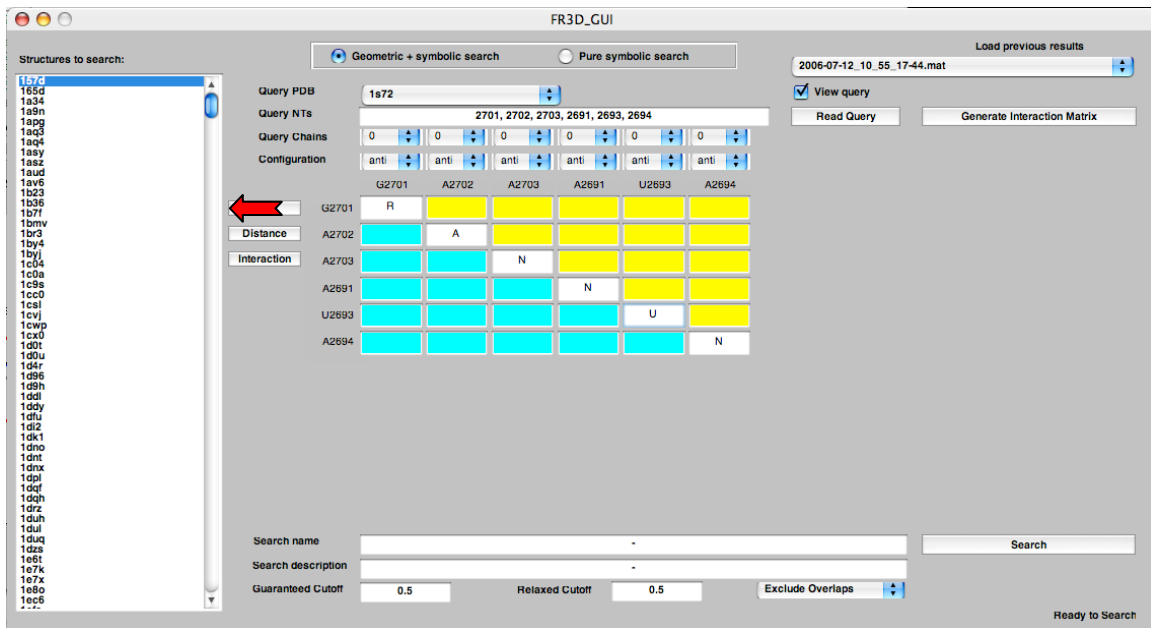 FR3D_GUI
Structures to search:
157d
165d
1a34
1a9n
1apg
1aq3
1aq4
1asy
1asz
1aud
1av6
1b23
1b36
1b7f
1bmv
1br3
1by4
1byj
1c04
1c0a
1c9s
1cc0
1csl
1cvj
1cwp
1cx0
1d0t
1d0u
1d4r
1d96
1d9h
1ddl
1ddy
1dfu
1di2
1dk1
1dno
1dnt
1dnx
1dpl
1dqf
1dqh
1drz
1duh
1dul
1duq
1dzs
1e6t
1e7k
1e7x
1e8o
1ec6
Geometric + symbolic search Pure symbolic search
Query PDB 1s72
Query NTs 2701, 2702, 2703, 2691, 2693, 2694
Query Chains 0 0 0 0 0 0
Configuration anti anti anti anti anti anti
G2701 A2702 A2703 A2691 U2693 A2694
G2701 R
Distance A2702 A
Interaction A2703 N
A2691 N
U2693 U
A2694 N
Load previous results
2006-07-12_10_55_17-44.mat
View query
Read Query Generate Interaction Matrix
Search name - Search
Search description -
Guaranteed Cutoff 0.5 Relaxed Cutoff 0.5 Exclude Overlaps
Ready to Search